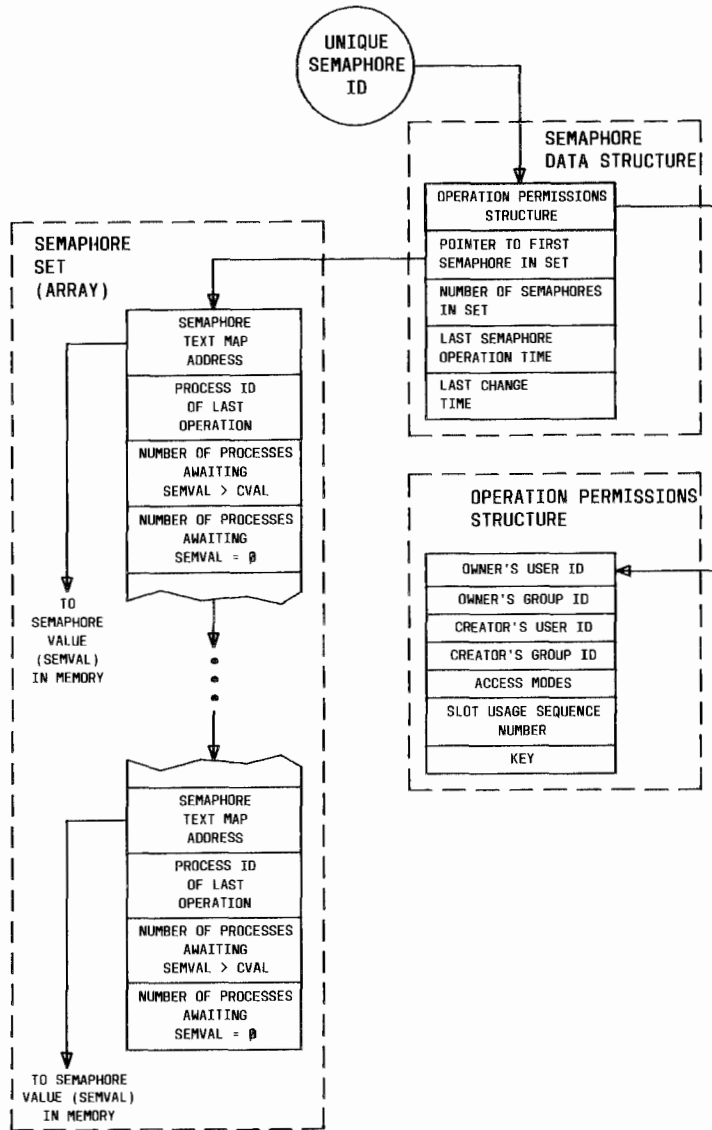 UNIQUE
SEMAPHORE
ID
SEMAPHORE
DATA STRUCTURE
OPERATION PERMISSIONS
STRUCTURE
POINTER TO FIRST
SEMAPHORE IN SET
NUMBER OF SEMAPHORES
IN SET
LAST SEMAPHORE
OPERATION TIME
LAST CHANGE
TIME
SEMAPHORE
SET
(ARRAY)
SEMAPHORE
TEXT MAP
ADDRESS
PROCESS ID
OF LAST
OPERATION
NUMBER OF PROCESSES
AWAITING
SEMVAL > CVAL
NUMBER OF PROCESSES
AWAITING
SEMVAL = 0
TO
SEMAPHORE
VALUE
(SEMVAL)
IN MEMORY
OPERATION PERMISSIONS
STRUCTURE
OWNER'S USER ID
OWNER'S GROUP ID
CREATOR'S USER ID
CREATOR'S GROUP ID
ACCESS MODES
SLOT USAGE SEQUENCE
NUMBER
KEY
SEMAPHORE
TEXT MAP
ADDRESS
PROCESS ID
OF LAST
OPERATION
NUMBER OF PROCESSES
AWAITING
SEMVAL > CVAL
NUMBER OF PROCESSES
AWAITING
SEMVAL = 0
TO SEMAPHORE
VALUE (SEMVAL)
IN MEMORY